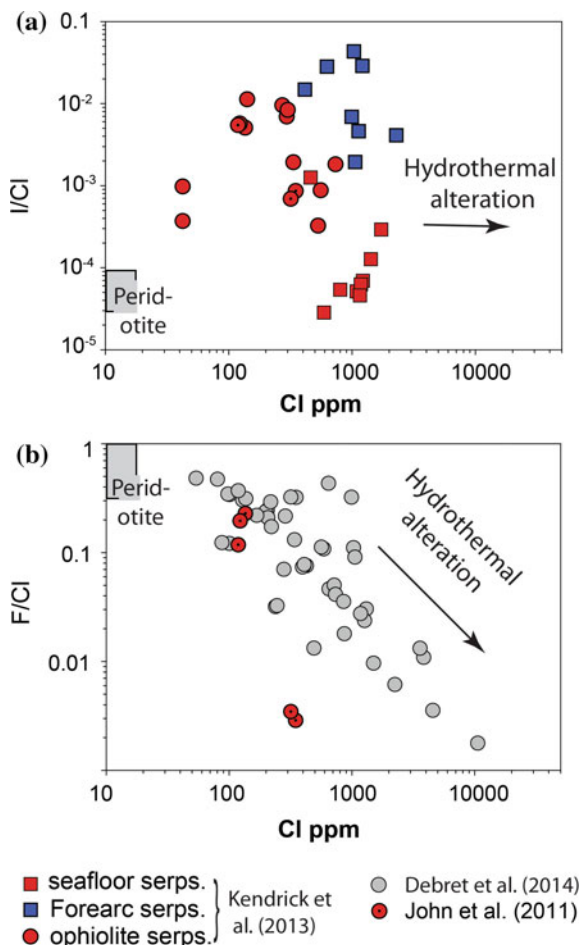 (a)
0.1
10-2
10-3
10-4
10-5
I/Cl
Hydrothermal
alteration
Perid-
otite
10 100 1000 10000
Cl ppm
(b)
1
0.1
0.01
F/Cl
Perid-
otite
Hydrothermal
alteration
10 100 1000 10000
Cl ppm
seafloor serps.
Forearc serps.
ophiolite serps.
Kendrick et
al. (2013)
Debret et al. (2014)
John et al. (2011)